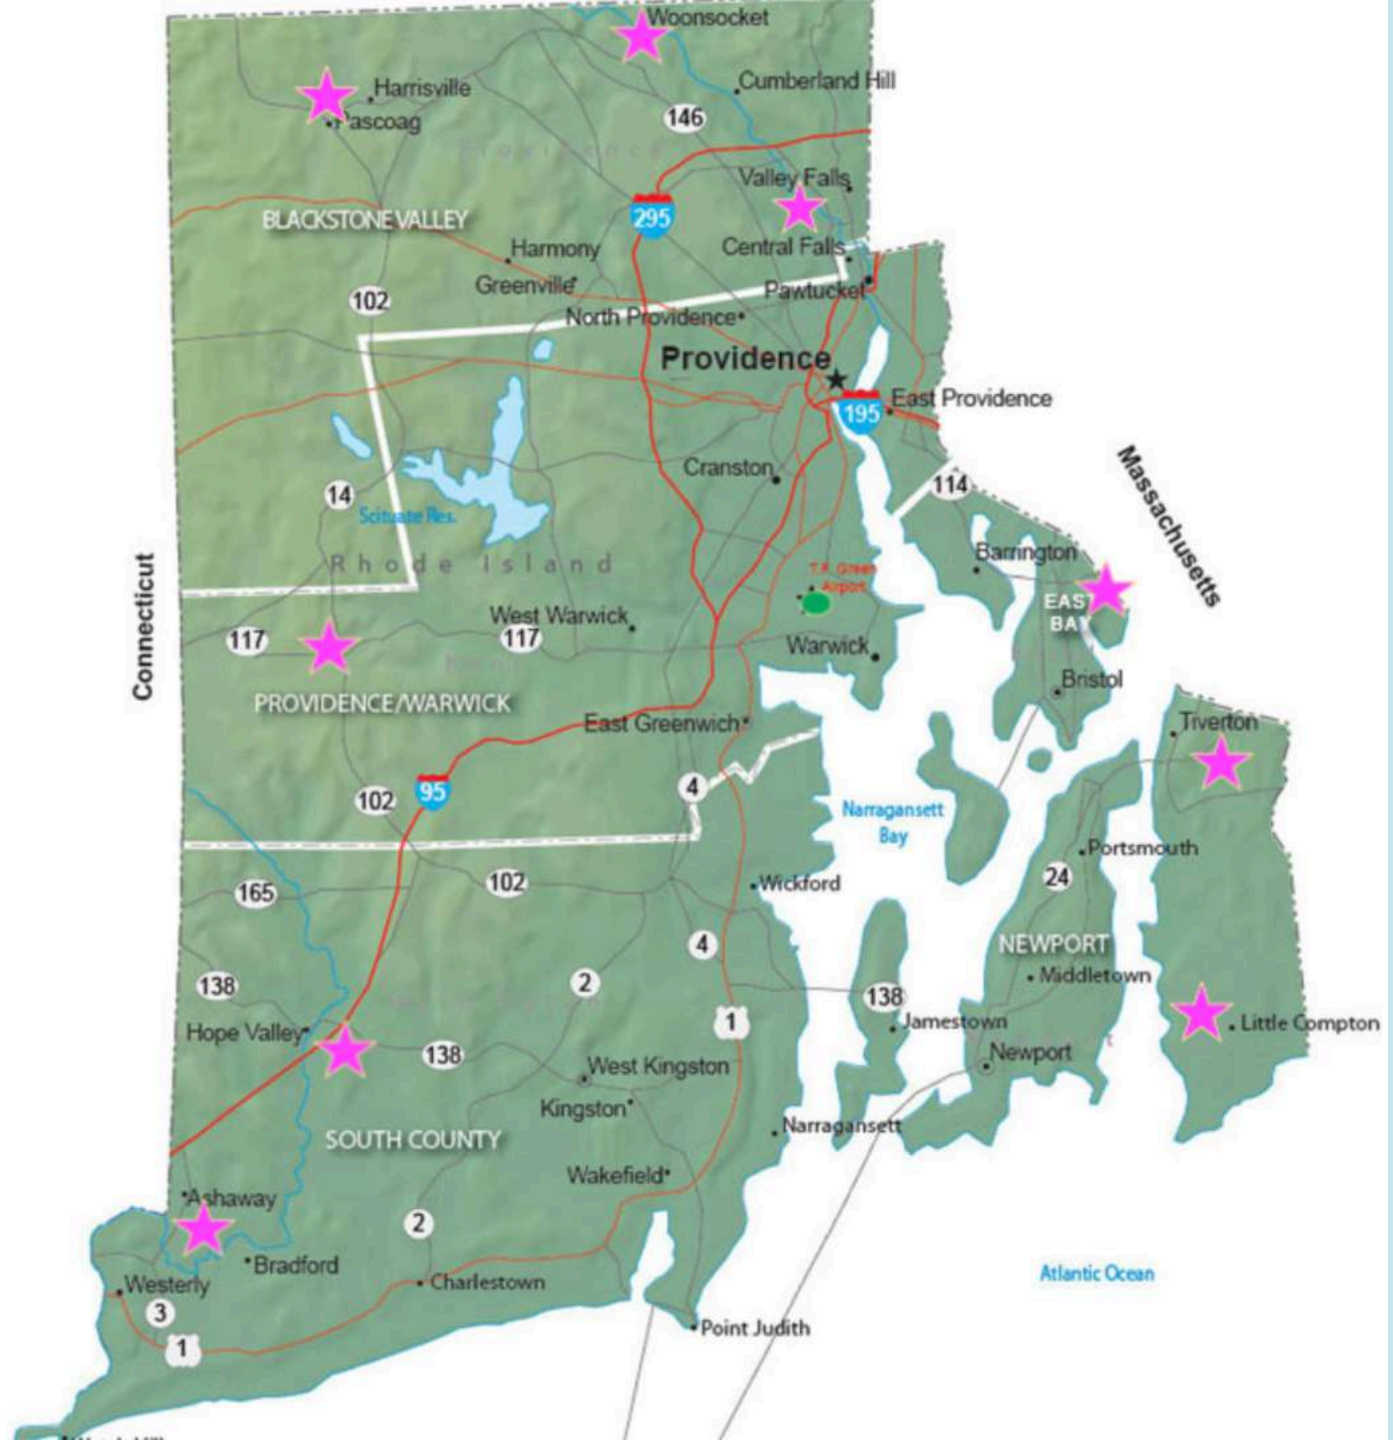 Woonsocket
Cumberland Hill
Harrisville
Pascoag
146
Providence
Valley Falls
295
BLACKSTONE VALLEY
Harmony
Central Falls
Greenville
Pawtucket
102
North Providence
Providence
195
East Providence
Cranston
114
Massachusetts
14
Scituate Res.
Barrington
Rhode Island
T.F. Green
Airport
EAST
BAY
Connecticut
West Warwick
117
117
Warwick
Kent
Bristol
PROVIDENCE/WARWICK
East Greenwich
Tiverton
4
95
102
Narragansett
Bay
Portsmouth
165
102
Wickford
24
4
NEWPORT
138
2
Middletown
138
1
Jamestown
Little Compton
Hope Valley
138
Newport
West Kingston
Kingston
Narragansett
SOUTH COUNTY
Wakefield
Ashaway
2
Bradford
Atlantic Ocean
Westerly
Charlestown
3
1
Point Judith